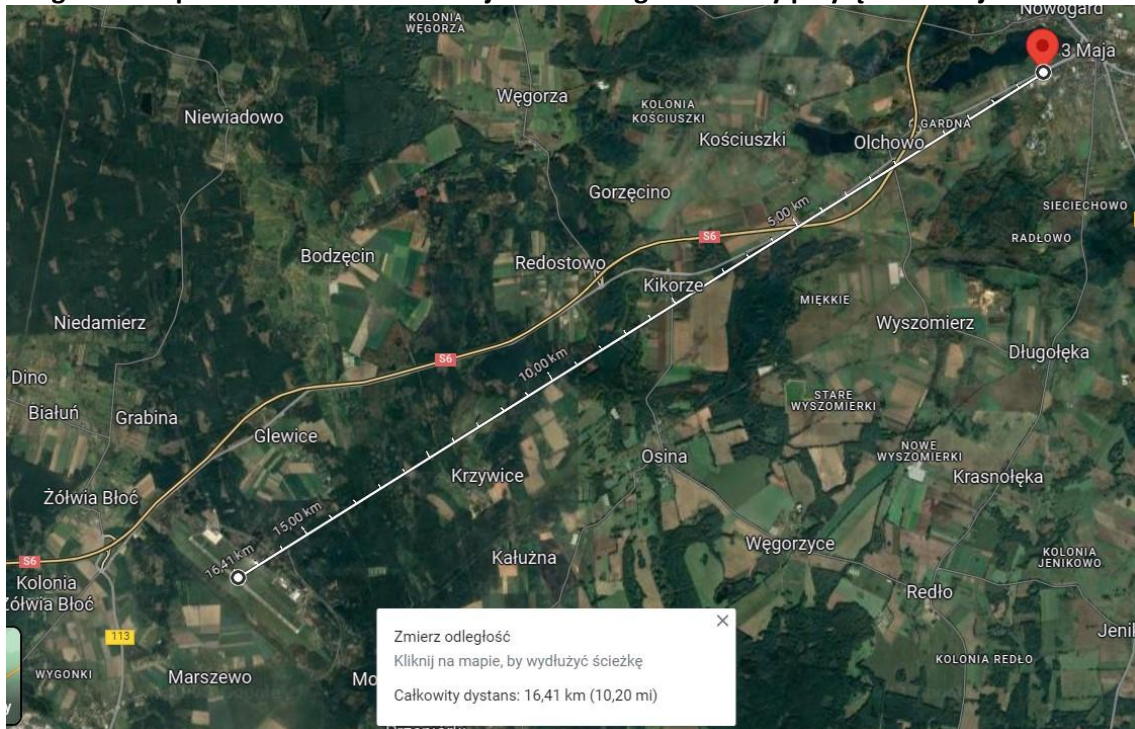 KOLONIA
WĘGORZA
Nowogard
3 Maja
Węgorza
Niewiadowo
KOLONIA
KOŚCIUSZKI
Kościuszki
GARDNA
Olchowo
Gorzęcino
SIECIECHOWO
5,00 km
S6
RADŁOWO
Bodzęcin
Redostowo
Kikorze
MIĘKKIE
Niedamierz
Wyszomierz
S6
10,00 km
Długołęka
Dino
Białuń
Grabina
STARE
WYSZOMIERKI
Glewice
NOWE
WYSZOMIERKI
Osina
Krzywice
Krasnołęka
Żółwia Błoć
15,00 km
Węgorzyce
16,41 km
Kałużna
KOLONIA
JENIKOWO
S6
Kolonia
Żółwia Błoć
Redło
113
Jeni
WYGONKI
Marszewo
Mo
KOLONIA REDŁO
Zmierz odległość
Kliknij na mapie, by wydłużyć ścieżkę
Całkowity dystans: 16,41 km (10,20 mi)